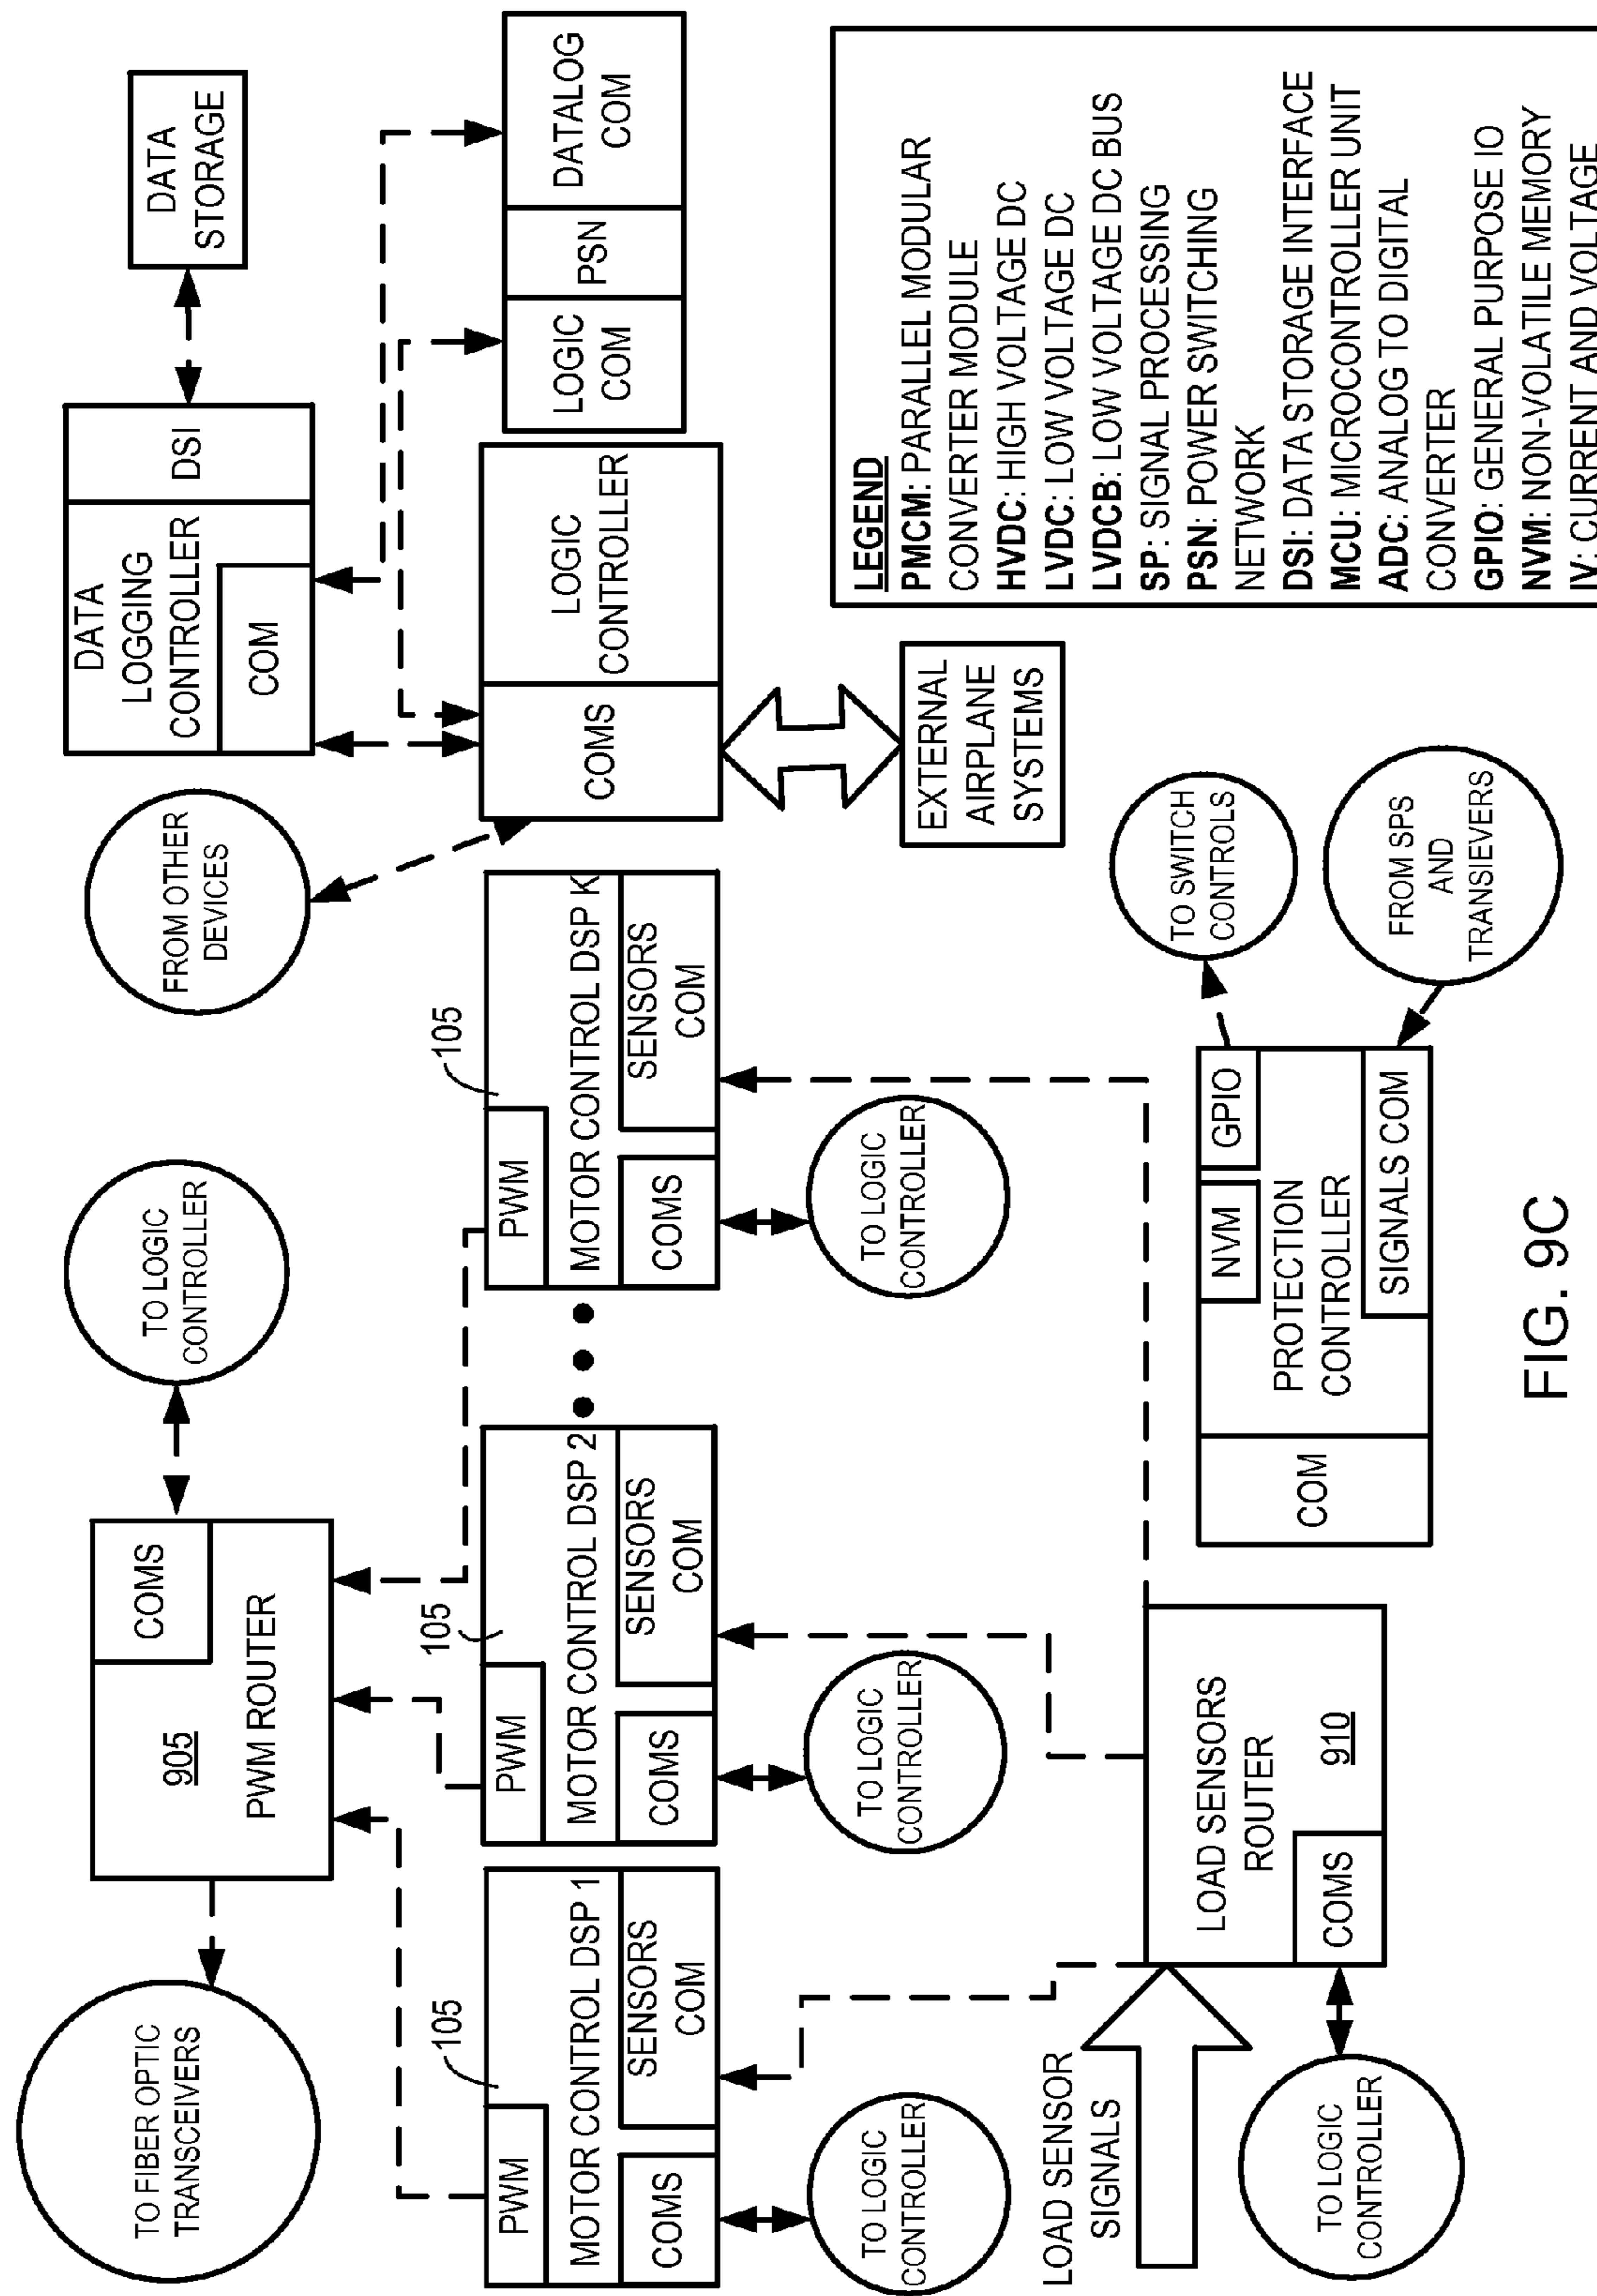 TO FIBER OPTIC
TRANSCEIVERS
905
PWM ROUTER
COMS
TO LOGIC
CONTROLLER
FROM OTHER
DEVICES
DATA
LOGGING
CONTROLLER
COM
DSI
DATA
STORAGE
105
PWM
MOTOR CONTROL DSP 1
COMS
SENSORS
COM
105
PWM
MOTOR CONTROL DSP 2
COMS
SENSORS
COM
105
PWM
MOTOR CONTROL DSP K
COMS
SENSORS
COM
COMS
LOGIC
CONTROLLER
LOGIC
COM
PSN
DATALOG
COM
TO LOGIC
CONTROLLER
TO LOGIC
CONTROLLER
TO LOGIC
CONTROLLER
EXTERNAL
AIRPLANE
SYSTEMS
LOAD SENSOR
SIGNALS
LOAD SENSORS
ROUTER
910
COMS
TO LOGIC
CONTROLLER
COM
PROTECTION
CONTROLLER
NVM
GPIO
SIGNALS COM
TO SWITCH
CONTROLS
FROM SPS
AND
TRANSIEVERS
LEGEND
PMCM: PARALLEL MODULAR
CONVERTER MODULE
HVDC: HIGH VOLTAGE DC
LVDC: LOW VOLTAGE DC
LVDCB: LOW VOLTAGE DC BUS
SP: SIGNAL PROCESSING
PSN: POWER SWITCHING
NETWORK
DSI: DATA STORAGE INTERFACE
MCU: MICROCONTROLLER UNIT
ADC: ANALOG TO DIGITAL
CONVERTER
GPIO: GENERAL PURPOSE IO
NVM: NON-VOLATILE MEMORY
IV: CURRENT AND VOLTAGE
FIG. 9C